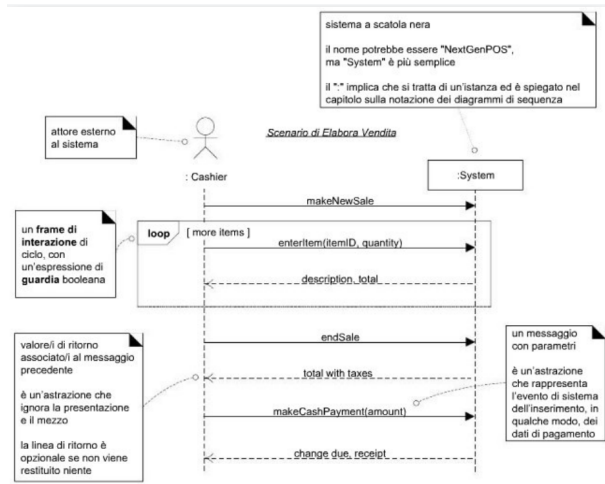 sistema a scatola nera
il nome potrebbe essere "NextGenPOS",
ma "System" è più semplice
il ":" implica che si tratta di un'istanza ed è spiegato nel
capitolo sulla notazione dei diagrammi di sequenza
attore esterno
al sistema
Scenario di Elabora Vendita
: Cashier
:System
makeNewSale
un frame di
interazione di
ciclo, con
un'espressione di
guardia booleana
loop
[ more items ]
enterItem(itemID, quantity)
description, total
endSale
valore/i di ritorno
associato/i al messaggio
precedente
è un'astrazione che
ignora la presentazione
e il mezzo
la linea di ritorno è
opzionale se non viene
restituito niente
total with taxes
makeCashPayment(amount)
change due, receipt
un messaggio
con parametri
è un'astrazione
che rappresenta
l'evento di sistema
dell'inserimento, in
qualche modo, dei
dati di pagamento